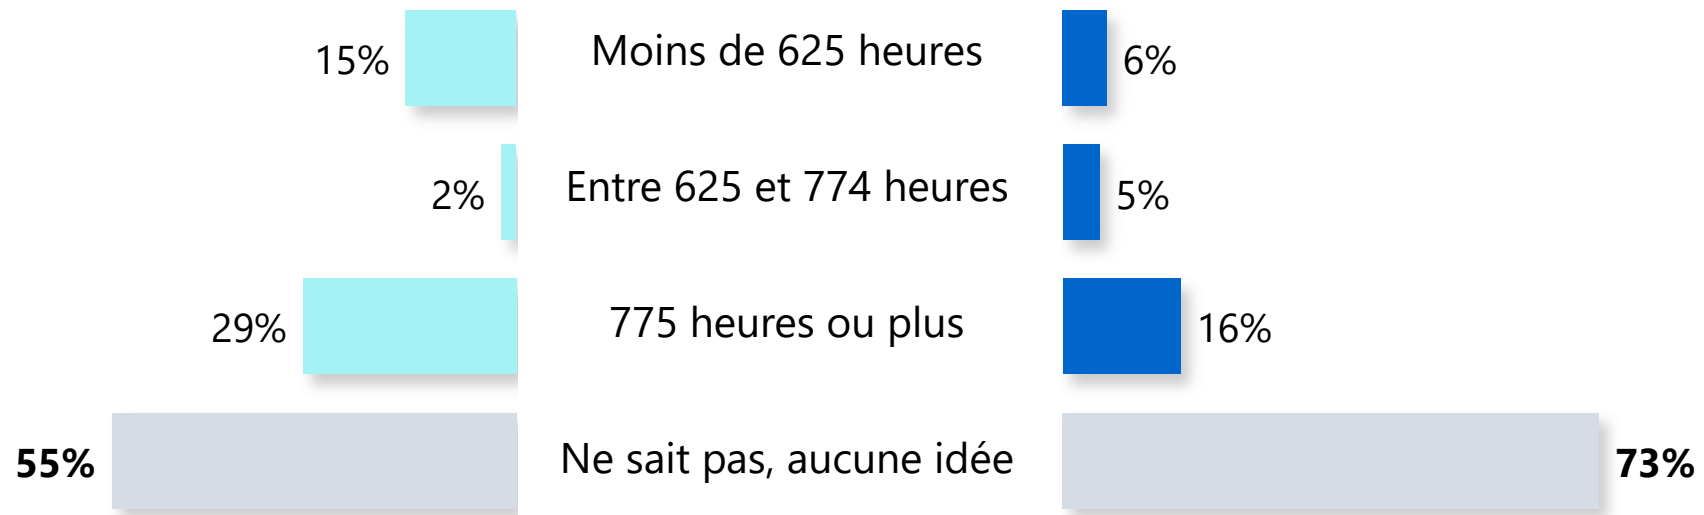 15% Moins de 625 heures 6%
2% Entre 625 et 774 heures 5%
29% 775 heures ou plus 16%
55% Ne sait pas, aucune idée 73%